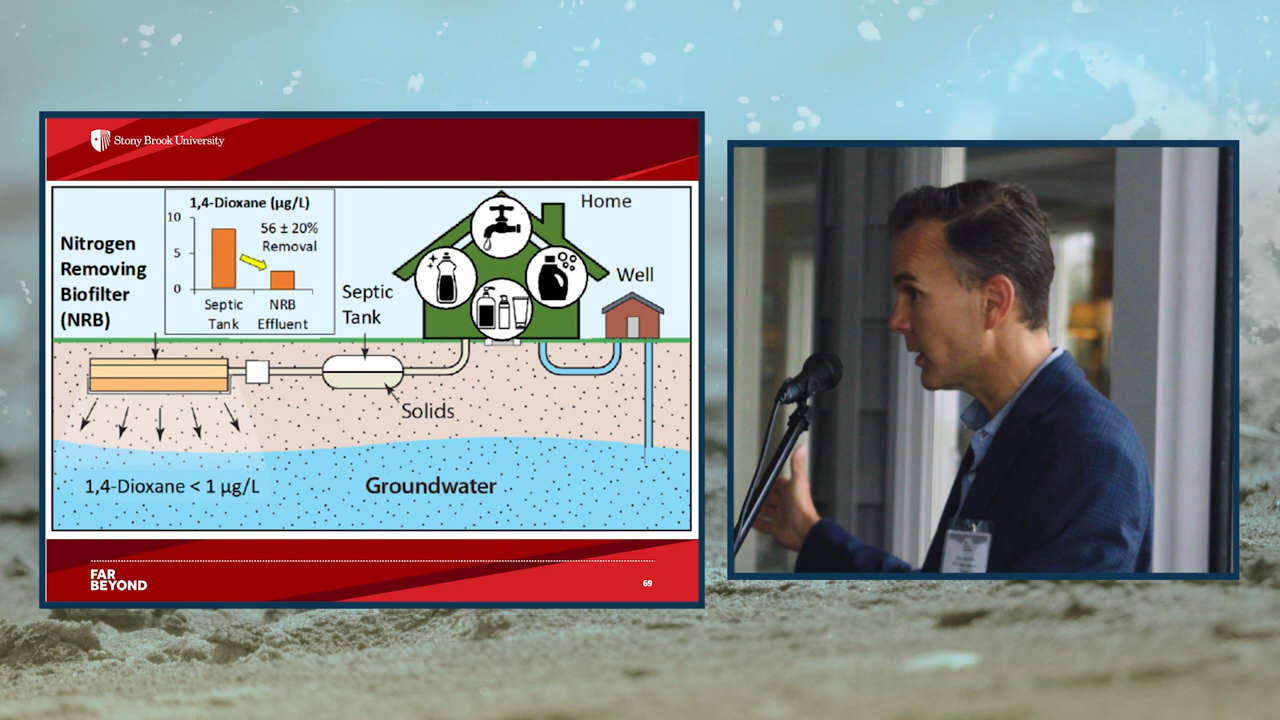 Stony Brook University
Nitrogen
Removing
Biofilter
(NRB)
1,4-Dioxane (µg/L)
10
5
0
56 ± 20%
Removal
Septic
Tank
NRB
Effluent
Septic
Tank
Home
Well
Solids
1,4-Dioxane < 1 µg/L
Groundwater
FAR
BEYOND
69